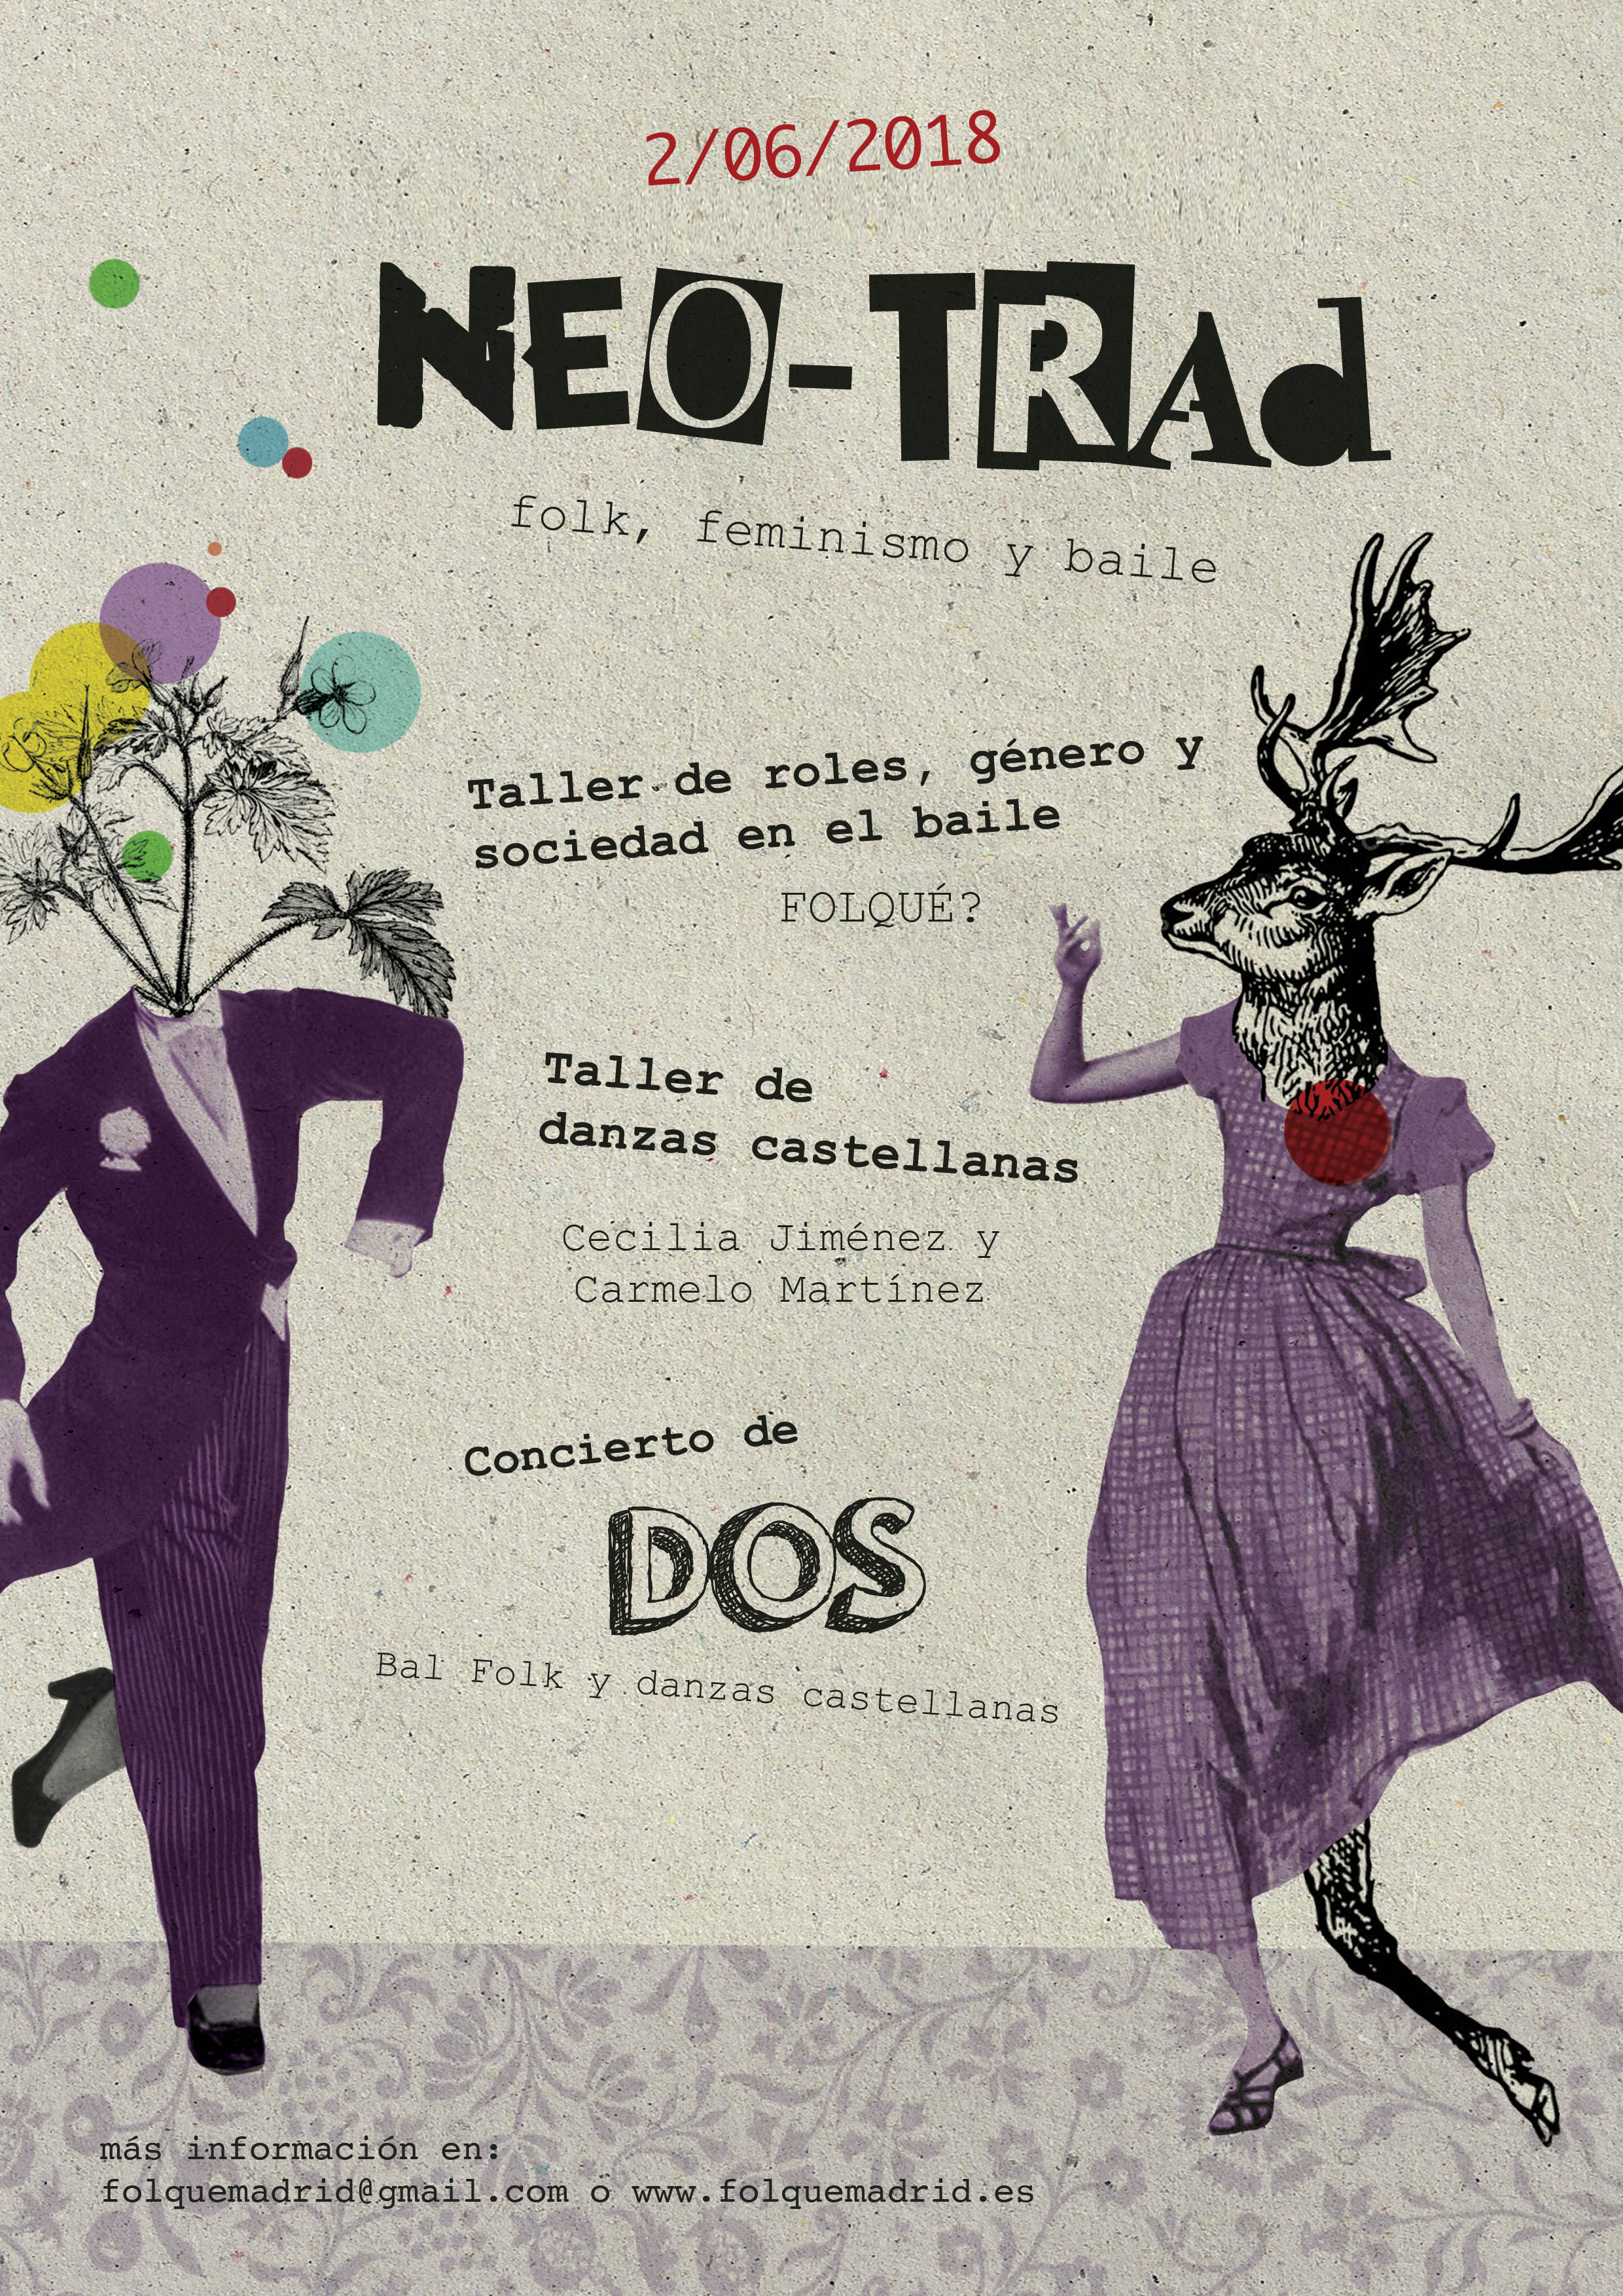 2/06/2018
NEO-TRAd
folk, feminismo y baile
Taller de roles, género y
sociedad en el baile
FOLQUÉ?
Taller de
danzas castellanas
Cecilia Jiménez y
Carmelo Martínez
Concierto de
DOS
Bal Folk y danzas castellanas
más información en:
folquemadrid@gmail.com o www.folquemadrid.es